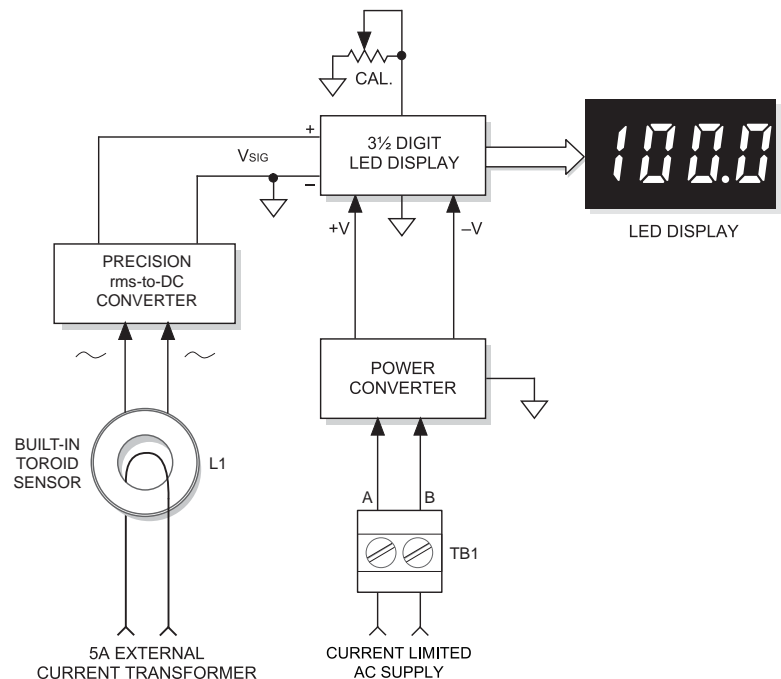 CAL.
+
3½ DIGIT
LED DISPLAY
VSIG
–
100.0
LED DISPLAY
+V
–V
PRECISION
rms-to-DC
CONVERTER
POWER
CONVERTER
BUILT-IN
TOROID
SENSOR
L1
A
B
TB1
5A EXTERNAL
CURRENT TRANSFORMER
CURRENT LIMITED
AC SUPPLY